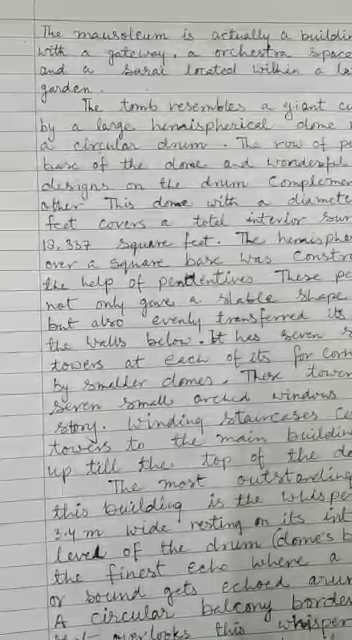 The mausoleum is actually a buildin
with a gateway, a orchestra space
and a sarai located within a la
garden.
The tomb resembles a giant cu
by a large hemispherical dome
a circular drum. The row of pe
base of the dome and wonderful
designs on the drum complemen
other This dome with a diamete
feet covers a total interior sur
square feet. The hemisphe
over a square base was constr
the help of pendentives These pe
not only gave a stable shape
but also evenly transferred its
the walls below. It has seven s
towers at each of its for corn
by smaller domes. These tower
seven small arched windows
story. Winding staircases co
towers to the main buildin
up till the top of the do
The most outstanding
this building is the whispe
3.4 m wide resting on its int
level of the drum (dome's b
the finest echo where a
or sound gets echoed arou
A circular balcony border
overlooks this whisper